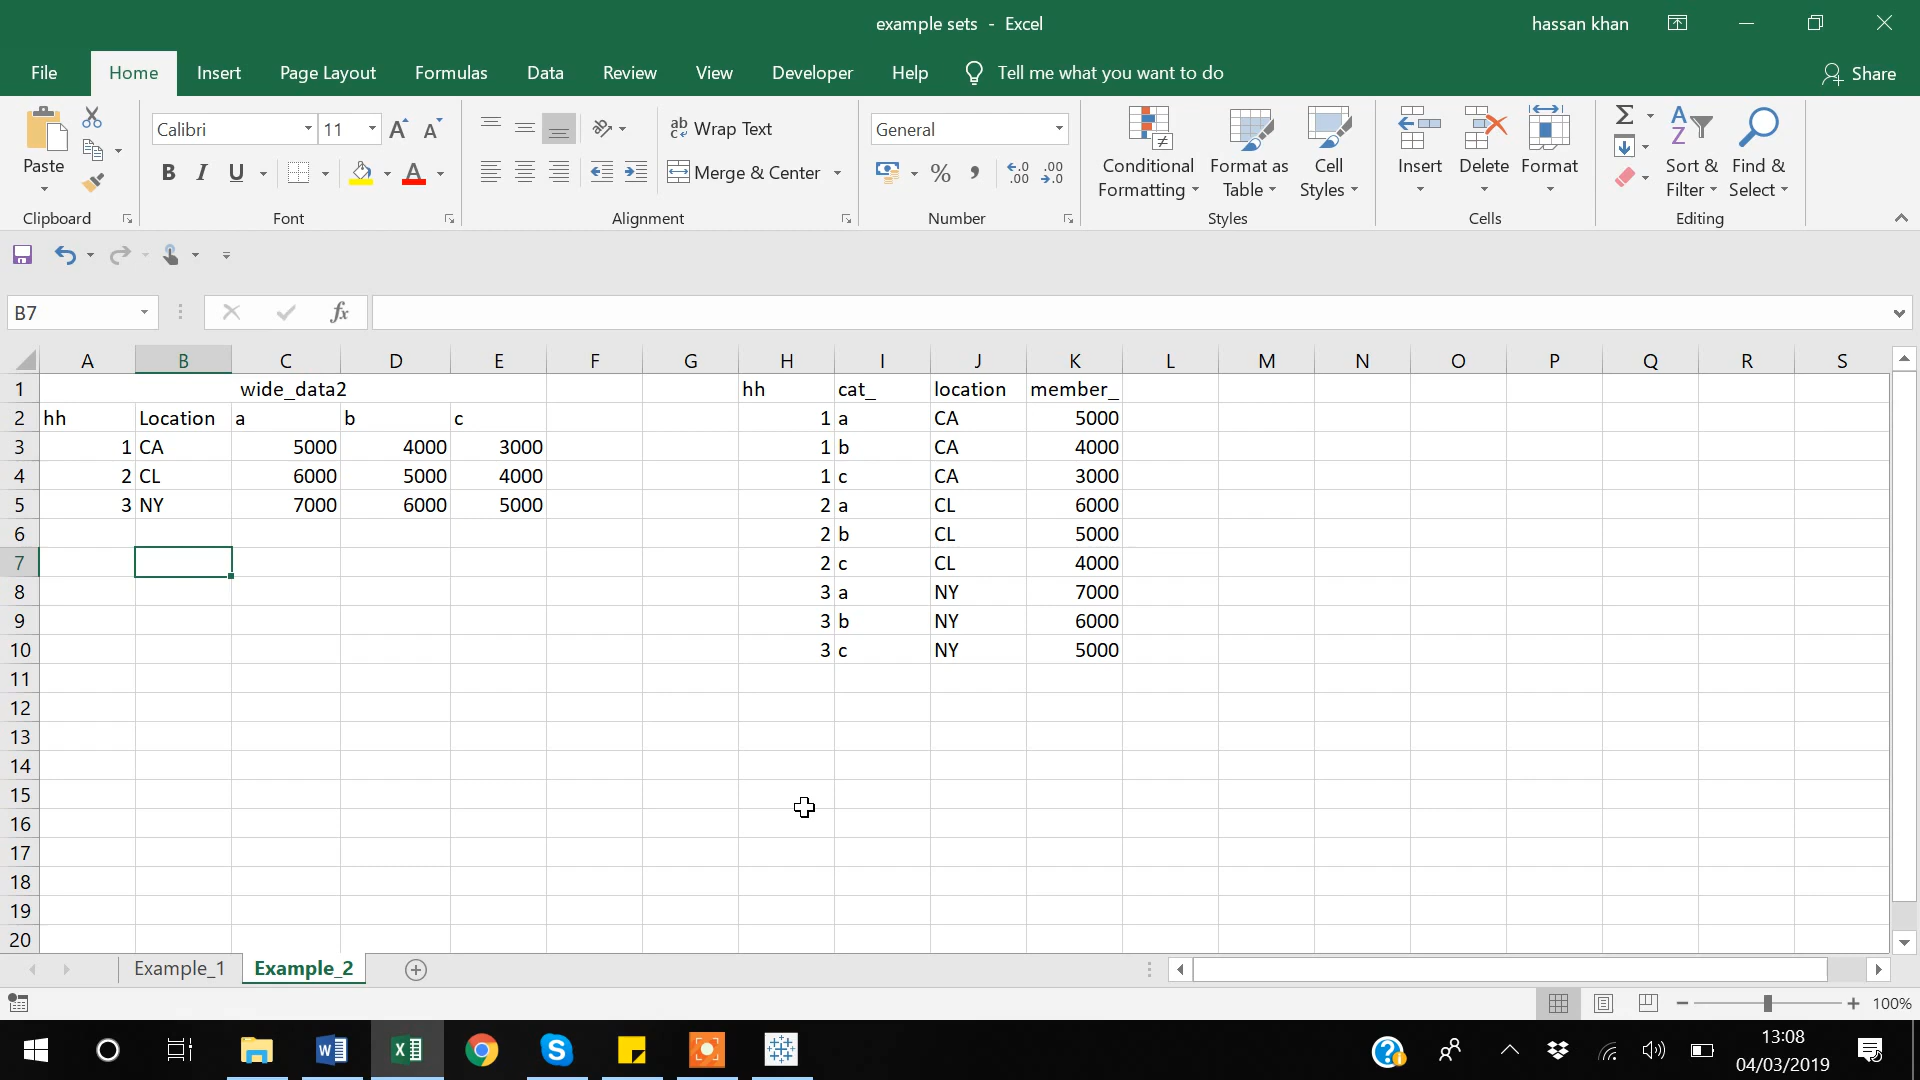 example sets - Excel
hassan khan
File Home Insert Page Layout Formulas Data Review View Developer Help Tell me what you want to do Share
Paste
Clipboard
Calibri 11
B I U
Font
Wrap Text
Merge & Center
Alignment
General
Number
Conditional Formatting
Format as Table
Cell Styles
Styles
Insert Delete Format
Cells
Sort & Filter
Find & Select
Editing
B7 fx
A B C D E F G H I J K L M N O P Q R S
1 wide_data2 hh cat_ location member_
2 hh Location a b c 1 a CA 5000
3 1 CA 5000 4000 3000 1 b CA 4000
4 2 CL 6000 5000 4000 1 c CA 3000
5 3 NY 7000 6000 5000 2 a CL 6000
6 2 b CL 5000
7 2 c CL 4000
8 3 a NY 7000
9 3 b NY 6000
10 3 c NY 5000
11
12
13
14
15
16
17
18
19
20
Example_1 Example_2
100%
13:08
04/03/2019